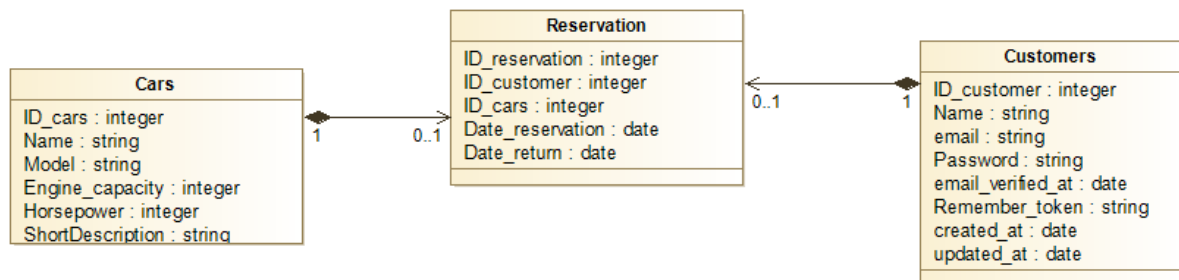 Cars
ID_cars : integer
Name : string
Model : string
Engine_capacity : integer
Horsepower : integer
ShortDescription : string
1
0..1
Reservation
ID_reservation : integer
ID_customer : integer
ID_cars : integer
Date_reservation : date
Date_return : date
0..1
1
Customers
ID_customer : integer
Name : string
email : string
Password : string
email_verified_at : date
Remember_token : string
created_at : date
updated_at : date